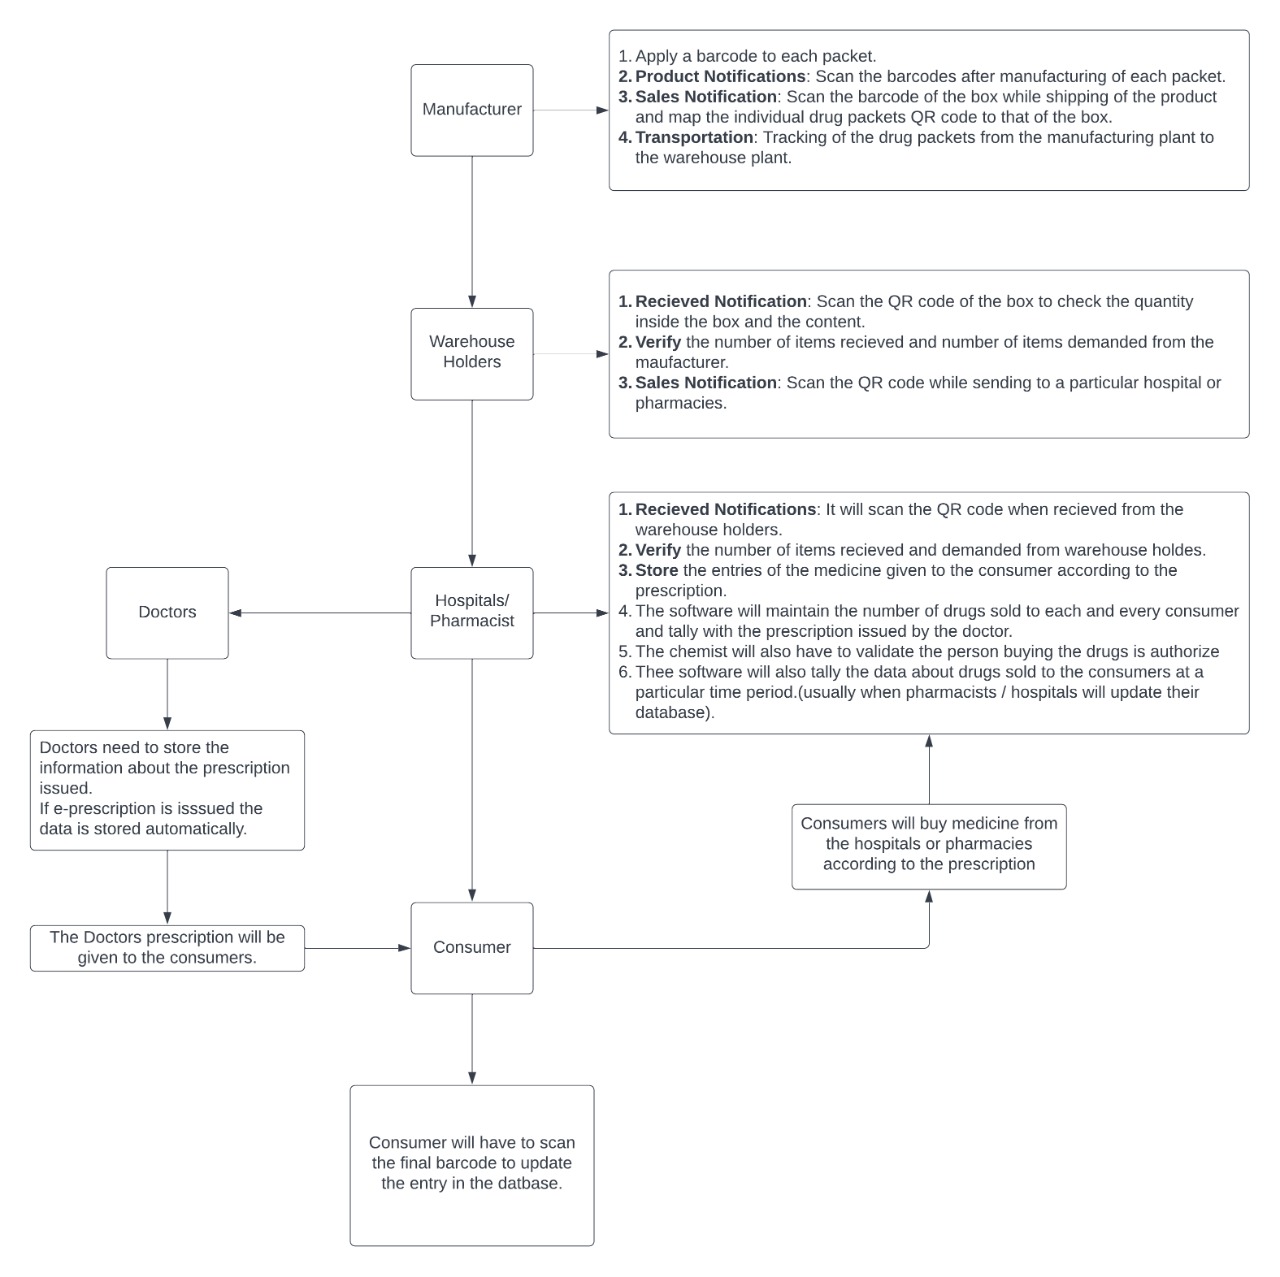 Manufacturer
1. Apply a barcode to each packet.
2. Product Notifications: Scan the barcodes after manufacturing of each packet.
3. Sales Notification: Scan the barcode of the box while shipping of the product
and map the individual drug packets QR code to that of the box.
4. Transportation: Tracking of the drug packets from the manufacturing plant to
the warehouse plant.
Warehouse
Holders
1. Recieved Notification: Scan the QR code of the box to check the quantity
inside the box and the content.
2. Verify the number of items recieved and number of items demanded from the
maufacturer.
3. Sales Notification: Scan the QR code while sending to a particular hospital or
pharmacies.
Doctors
Hospitals/
Pharmacist
1. Recieved Notifications: It will scan the QR code when recieved from the
warehouse holders.
2. Verify the number of items recieved and demanded from warehouse holdes.
3. Store the entries of the medicine given to the consumer according to the
prescription.
4. The software will maintain the number of drugs sold to each and every consumer
and tally with the prescription issued by the doctor.
5. The chemist will also have to validate the person buying the drugs is authorize
6. Thee software will also tally the data about drugs sold to the consumers at a
particular time period.(usually when pharmacists / hospitals will update their
database).
Doctors need to store the
information about the prescription
issued.
If e-prescription is isssued the
data is stored automatically.
Consumers will buy medicine from
the hospitals or pharmacies
according to the prescription
The Doctors prescription will be
given to the consumers.
Consumer
Consumer will have to scan
the final barcode to update
the entry in the datbase.